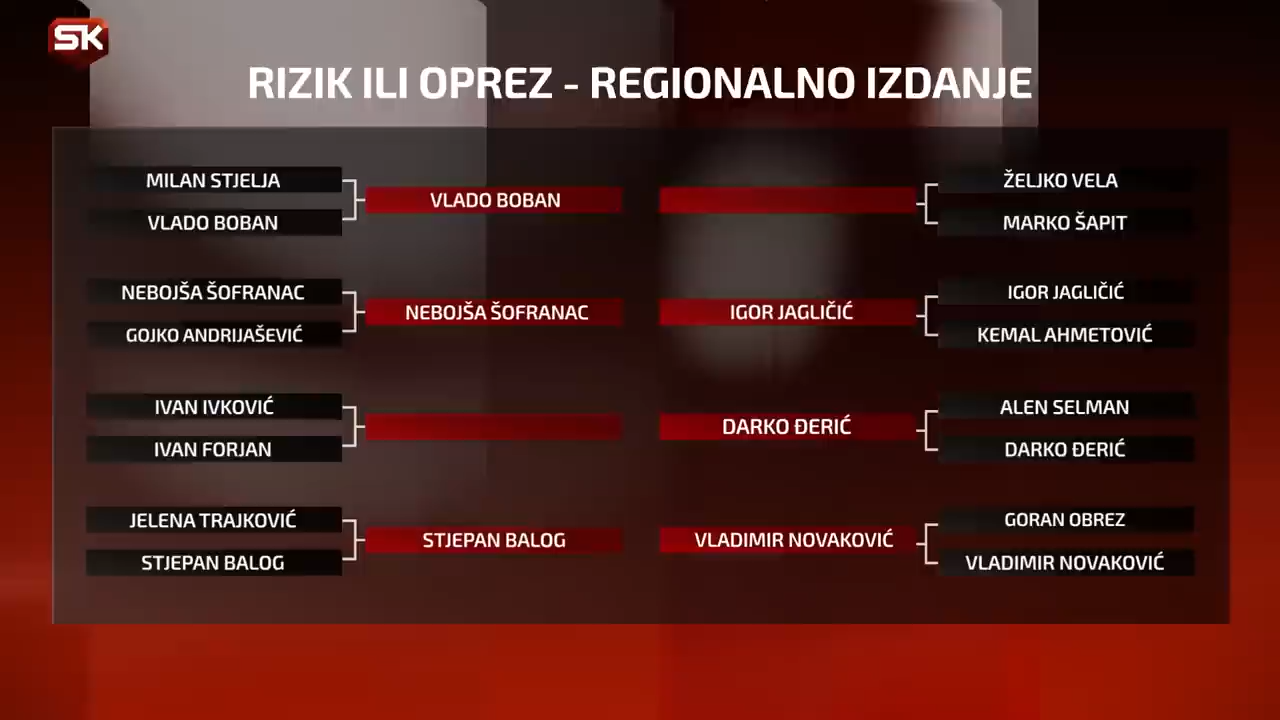 SK
RIZIK ILI OPREZ - REGIONALNO IZDANJE
MILAN STJELJA
VLADO BOBAN
VLADO BOBAN
NEBOJŠA ŠOFRANAC
GOJKO ANDRIJAŠEVIĆ
NEBOJŠA ŠOFRANAC
IVAN IVKOVIĆ
IVAN FORJAN
JELENA TRAJKOVIĆ
STJEPAN BALOG
STJEPAN BALOG
ŽELJKO VELA
MARKO ŠAPIT
IGOR JAGLIČIĆ
IGOR JAGLIČIĆ
KEMAL AHMETOVIĆ
DARKO ĐERIĆ
ALEN SELMAN
DARKO ĐERIĆ
VLADIMIR NOVAKOVIĆ
GORAN OBREZ
VLADIMIR NOVAKOVIĆ